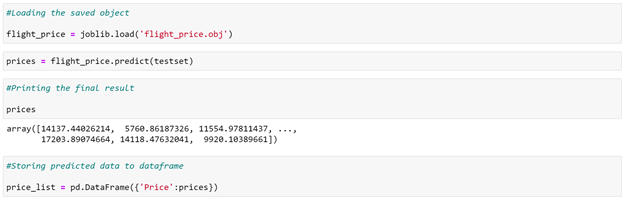 #Loading the saved object
flight_price = joblib.load('flight_price.obj')
prices = flight_price.predict(testset)
#Printing the final result
prices
array([14137.44026214,  5760.86187326, 11554.97811437, ...,
       17203.89074664, 14118.47632041,  9920.10389661])
#Storing predicted data to dataframe
price_list = pd.DataFrame({'Price':prices})